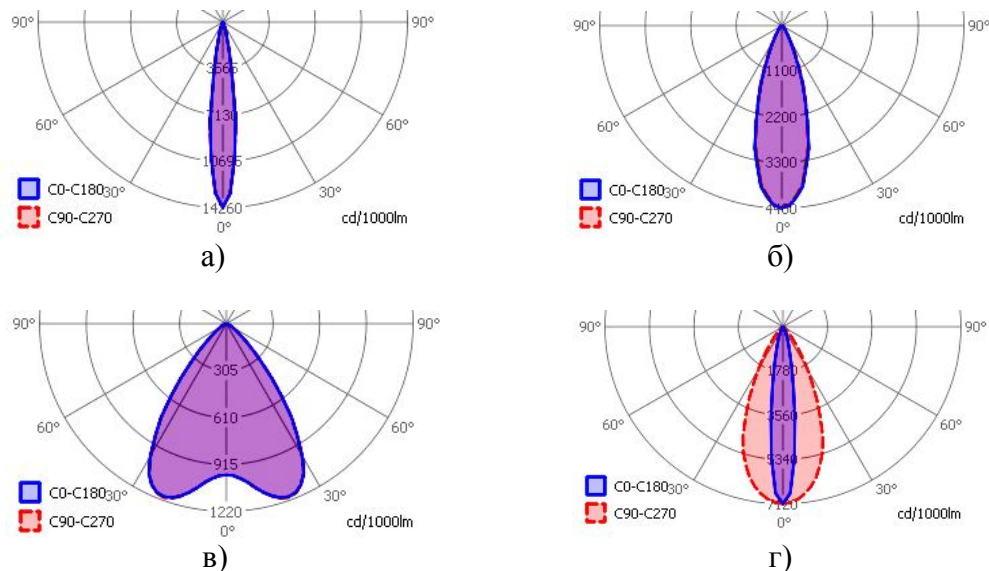 90° 90°
3565
7130
10695
14260
60° 60°
30° 30°
0°
C0-C180
C90-C270
cd/1000lm
а)
90° 90°
1100
2200
3300
4400
60° 60°
30° 30°
0°
C0-C180
C90-C270
cd/1000lm
б)
90° 90°
305
610
915
1220
60° 60°
30° 30°
0°
C0-C180
C90-C270
cd/1000lm
в)
90° 90°
1780
3560
5340
7120
60° 60°
30° 30°
0°
C0-C180
C90-C270
cd/1000lm
г)